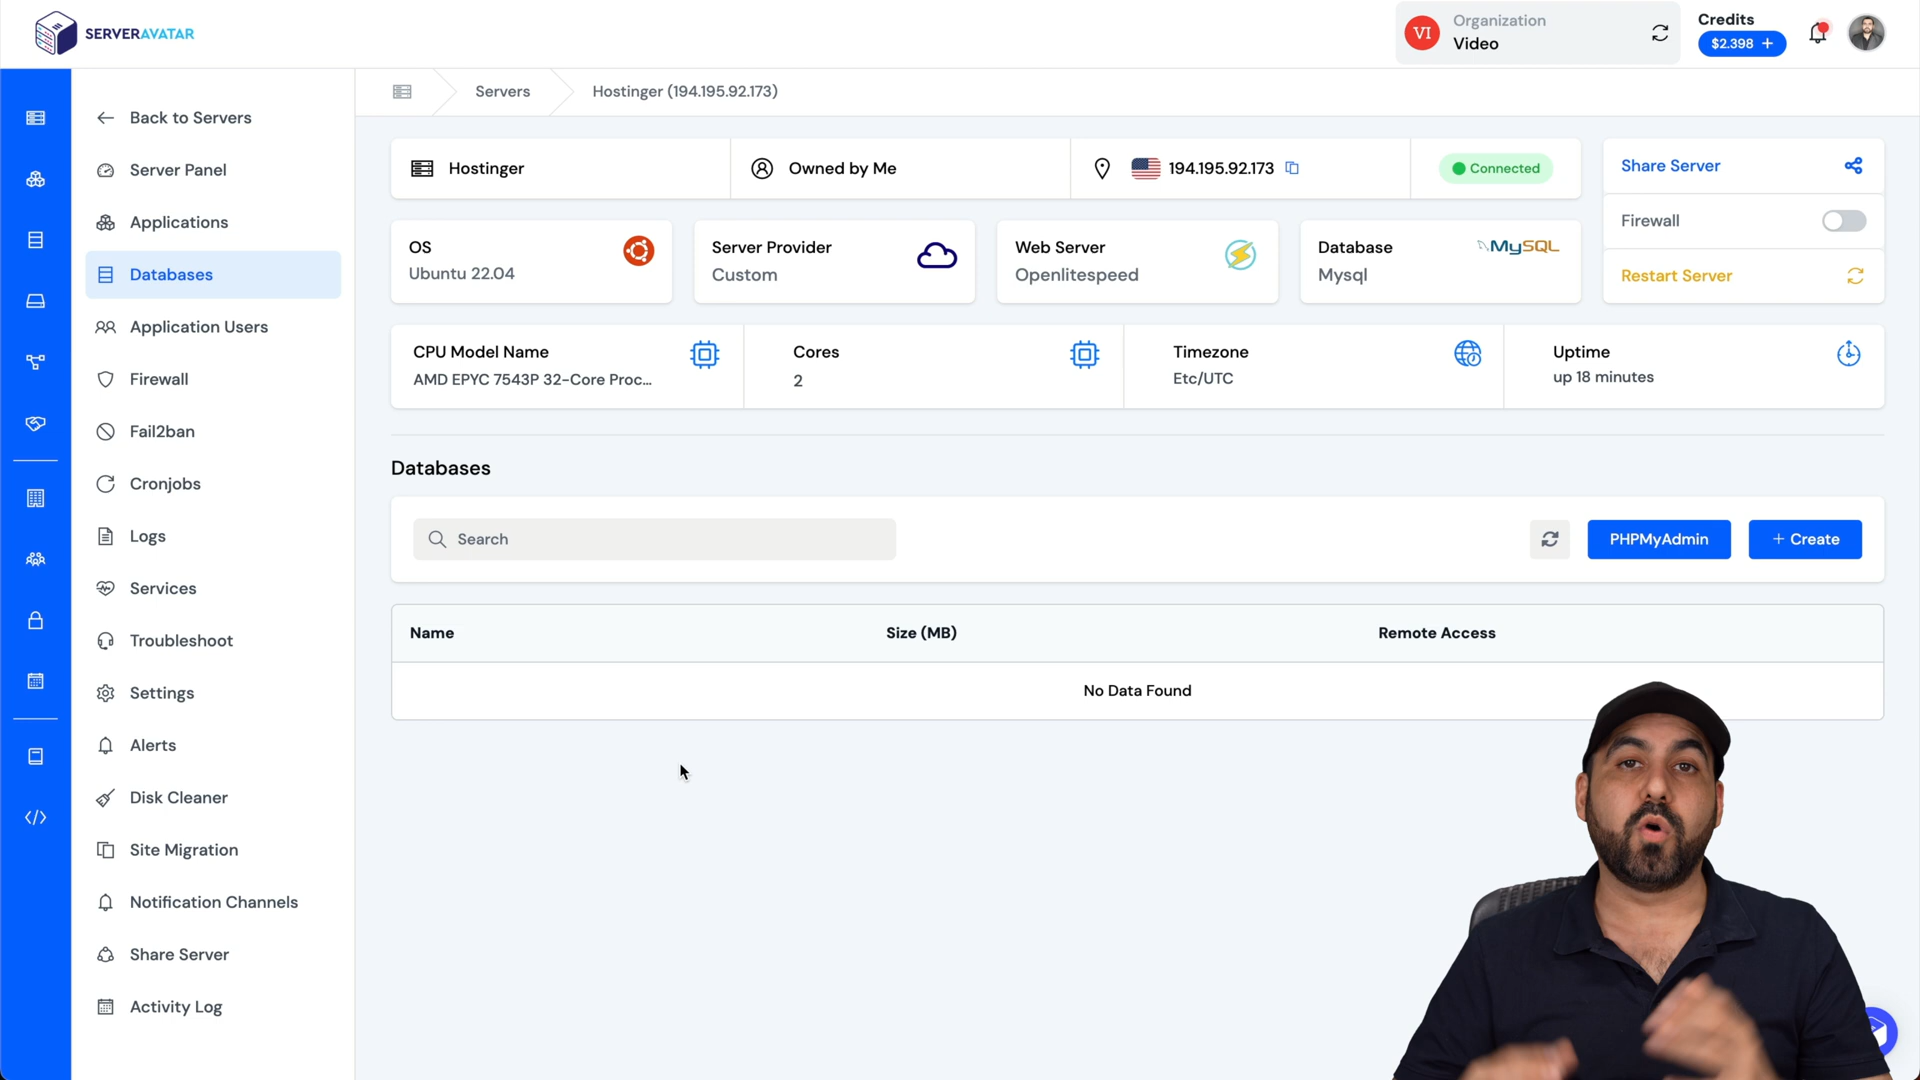 SERVERAVATAR
VI
Organization
Video
Credits
$2.398 +
Servers
Hostinger (194.195.92.173)
Back to Servers
Server Panel
Applications
Databases
Application Users
Firewall
Fail2ban
Cronjobs
Logs
Services
Troubleshoot
Settings
Alerts
Disk Cleaner
Site Migration
Notification Channels
Share Server
Activity Log
Hostinger
Owned by Me
194.195.92.173
Connected
Share Server
Firewall
Restart Server
OS
Ubuntu 22.04
Server Provider
Custom
Web Server
Openlitespeed
Database
Mysql
MySQL
CPU Model Name
AMD EPYC 7543P 32-Core Proc...
Cores
2
Timezone
Etc/UTC
Uptime
up 18 minutes
Databases
Search
PHPMyAdmin
+ Create
Name
Size (MB)
Remote Access
No Data Found